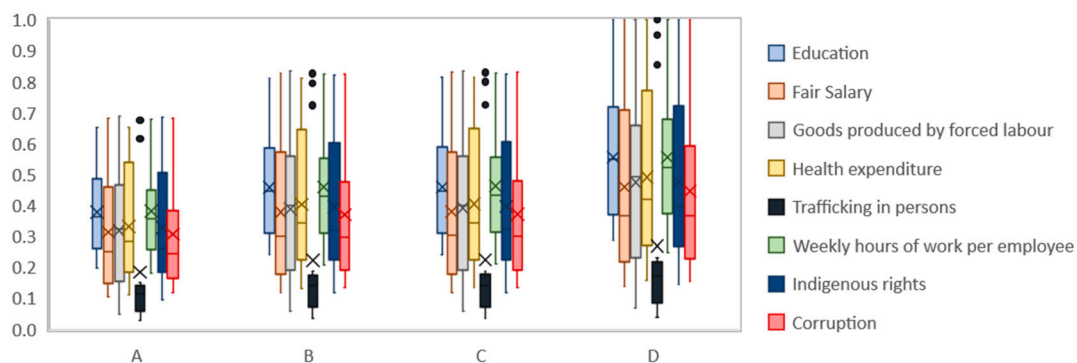 1.0
0.9
0.8
0.7
0.6
0.5
0.4
0.3
0.2
0.1
0.0
A B C D
Education
Fair Salary
Goods produced by forced labour
Health expenditure
Trafficking in persons
Weekly hours of work per employee
Indigenous rights
Corruption